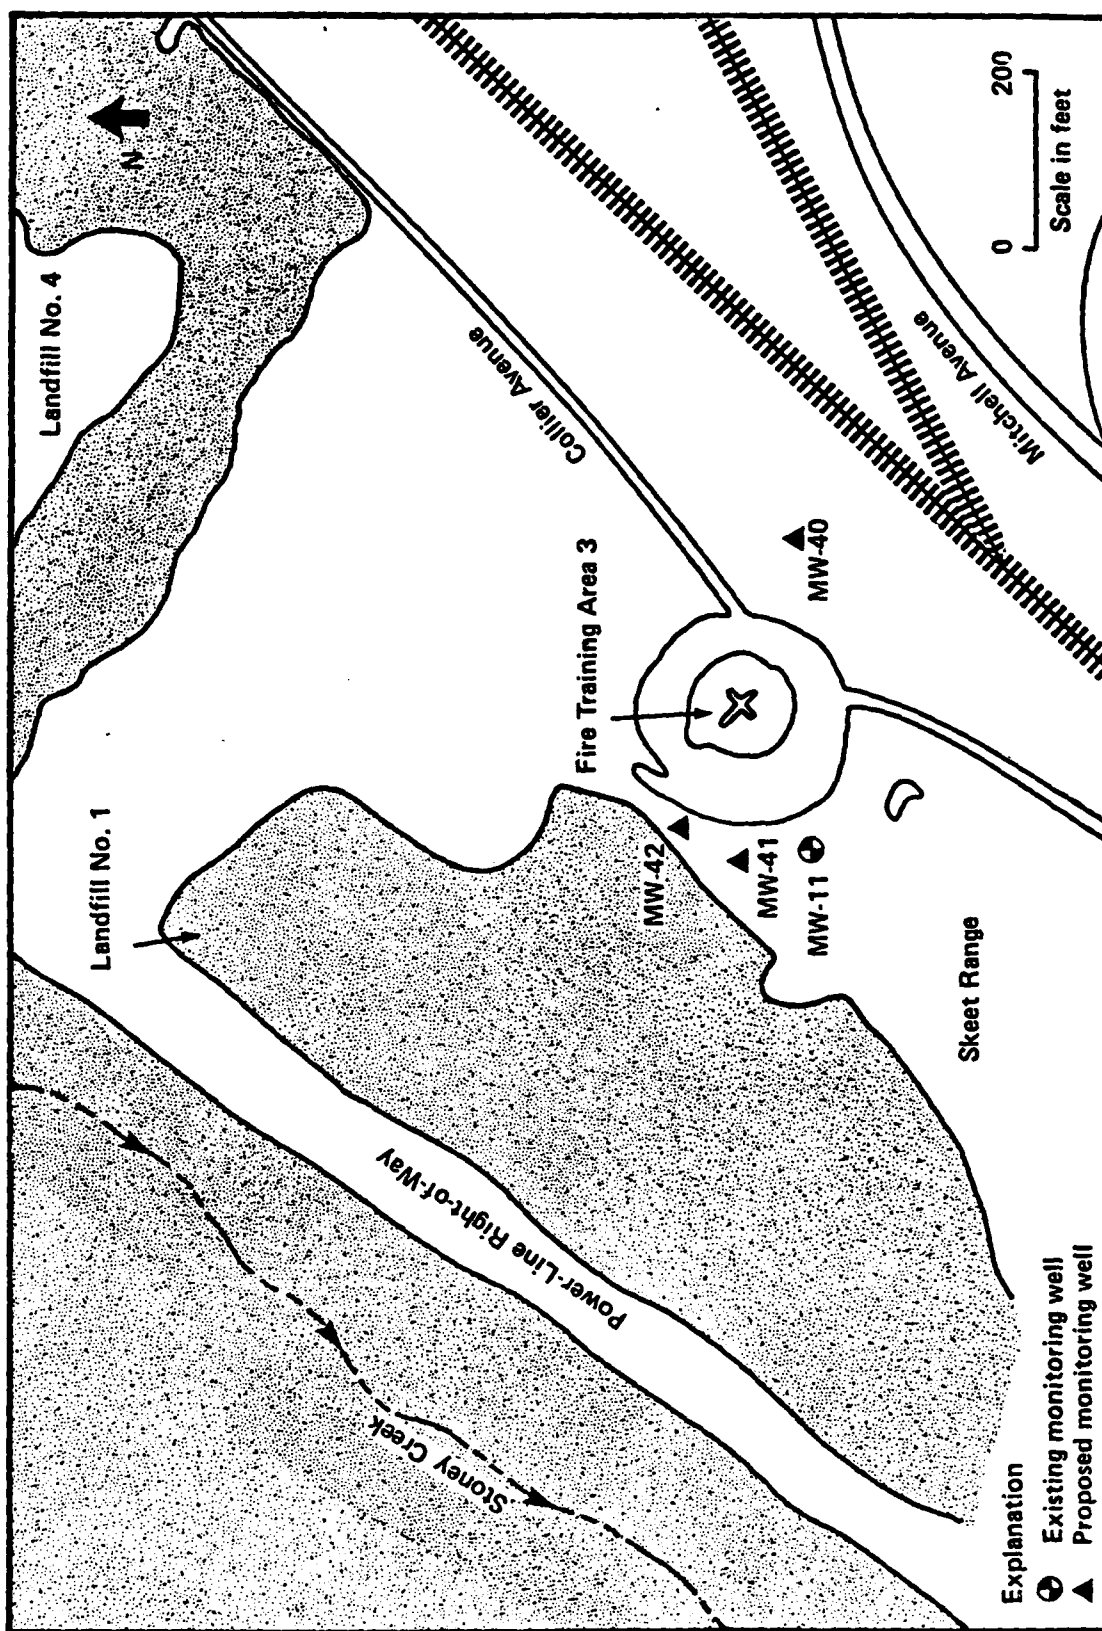 Landfill No. 4
N
Landfill No. 1
Collier Avenue
Fire Training Area 3
Power-Line Right-of-Way
Stoney Creek
MW-42
MW-41
MW-11
MW-40
Mitchell Avenue
Skeet Range
Explanation
Existing monitoring well
Proposed monitoring well
0 200
Scale in feet